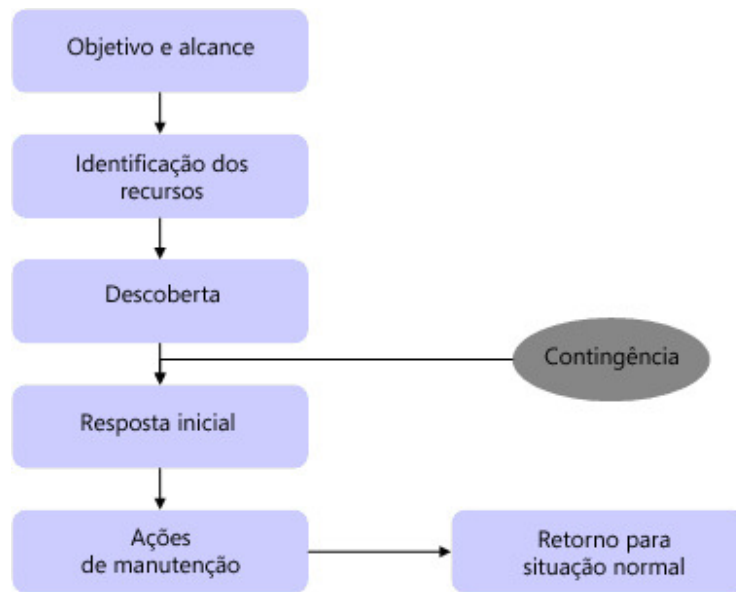 Objetivo e alcance
Identificação dos
recursos
Descoberta
Contingência
Resposta inicial
Ações
de manutenção
Retorno para
situação normal